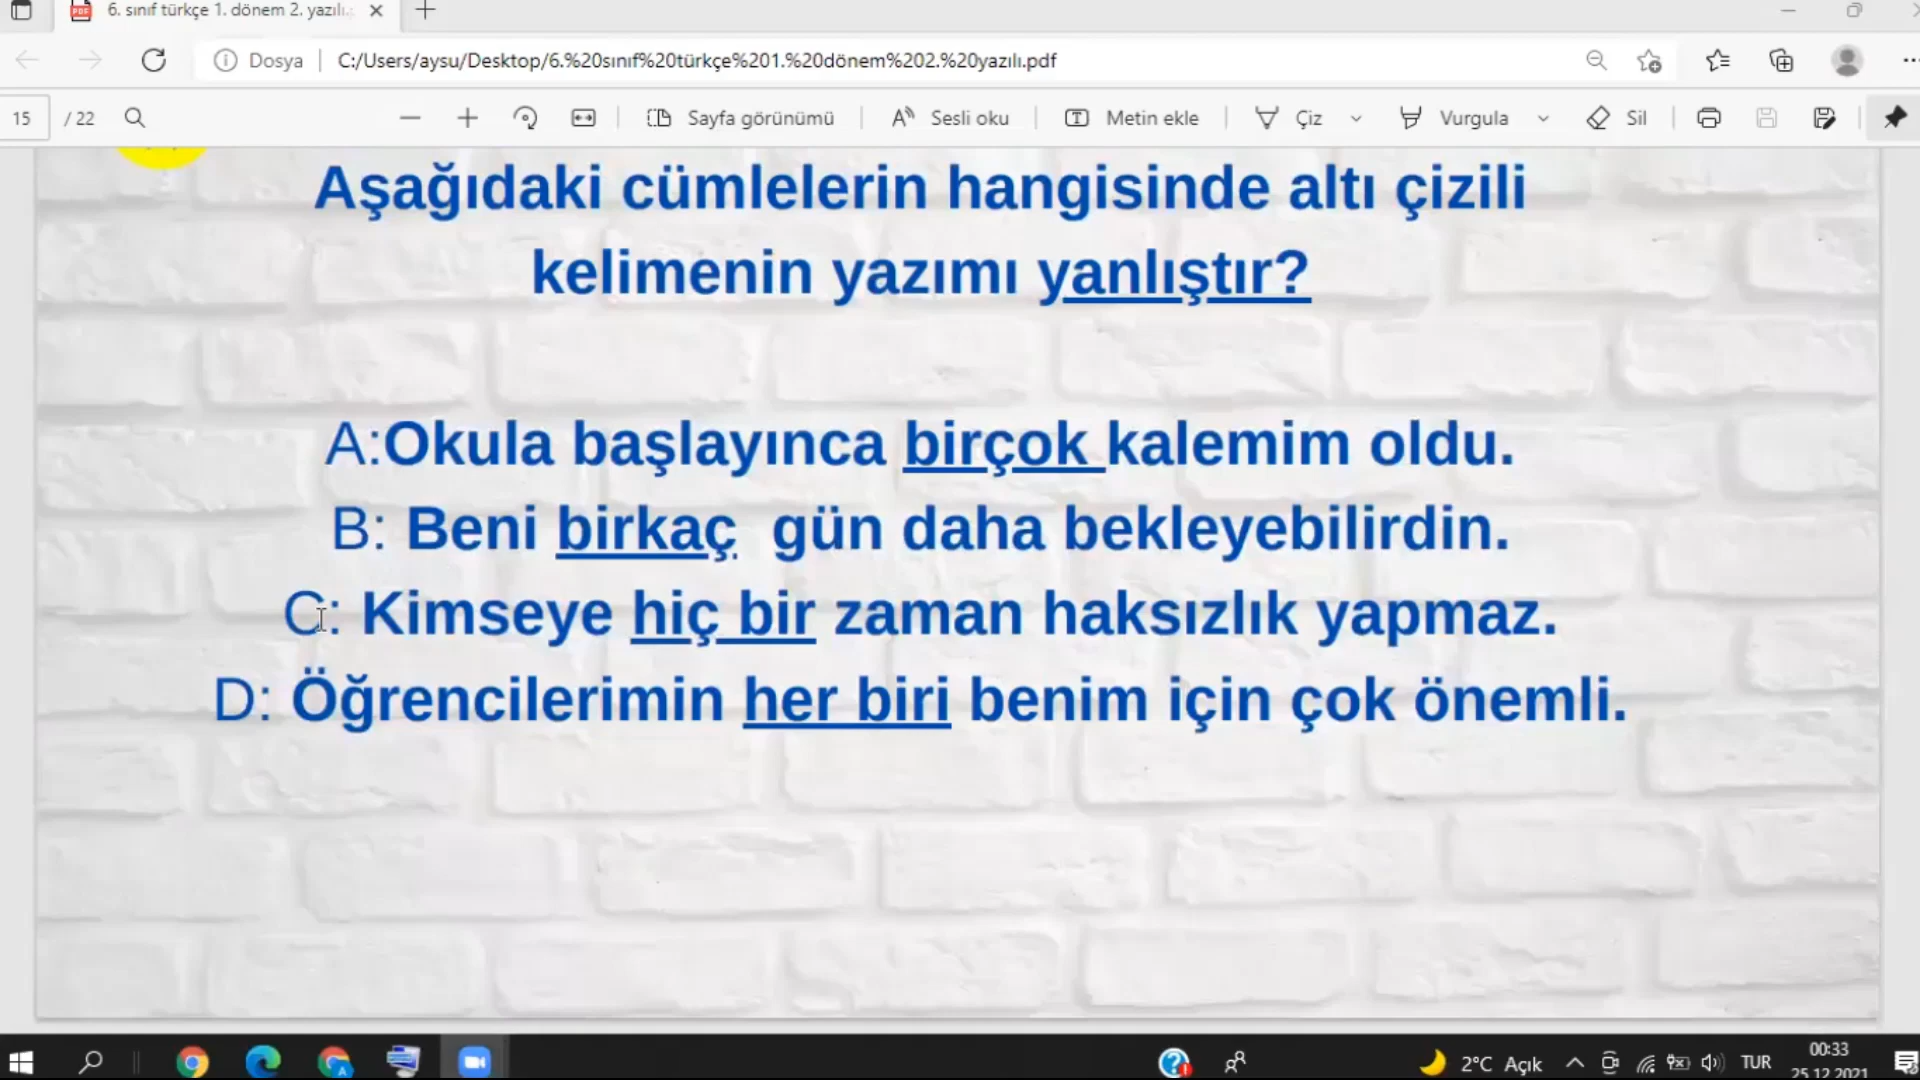 6. sınıf türkçe 1. dönem 2. yazılı.
Dosya C:/Users/aysu/Desktop/6.%20sınıf%20türkçe%201.%20dönem%202.%20yazılı.pdf
15 / 22 Sayfa görünümü A Sesli oku T Metin ekle Çiz Vurgula Sil
Aşağıdaki cümlelerin hangisinde altı çizili
kelimenin yazımı yanlıştır?
A:Okula başlayınca birçok kalemim oldu.
B: Beni birkaç gün daha bekleyebilirdin.
C: Kimseye hiç bir zaman haksızlık yapmaz.
D: Öğrencilerimin her biri benim için çok önemli.
2°C Açık TUR 00:33
25.12.2021